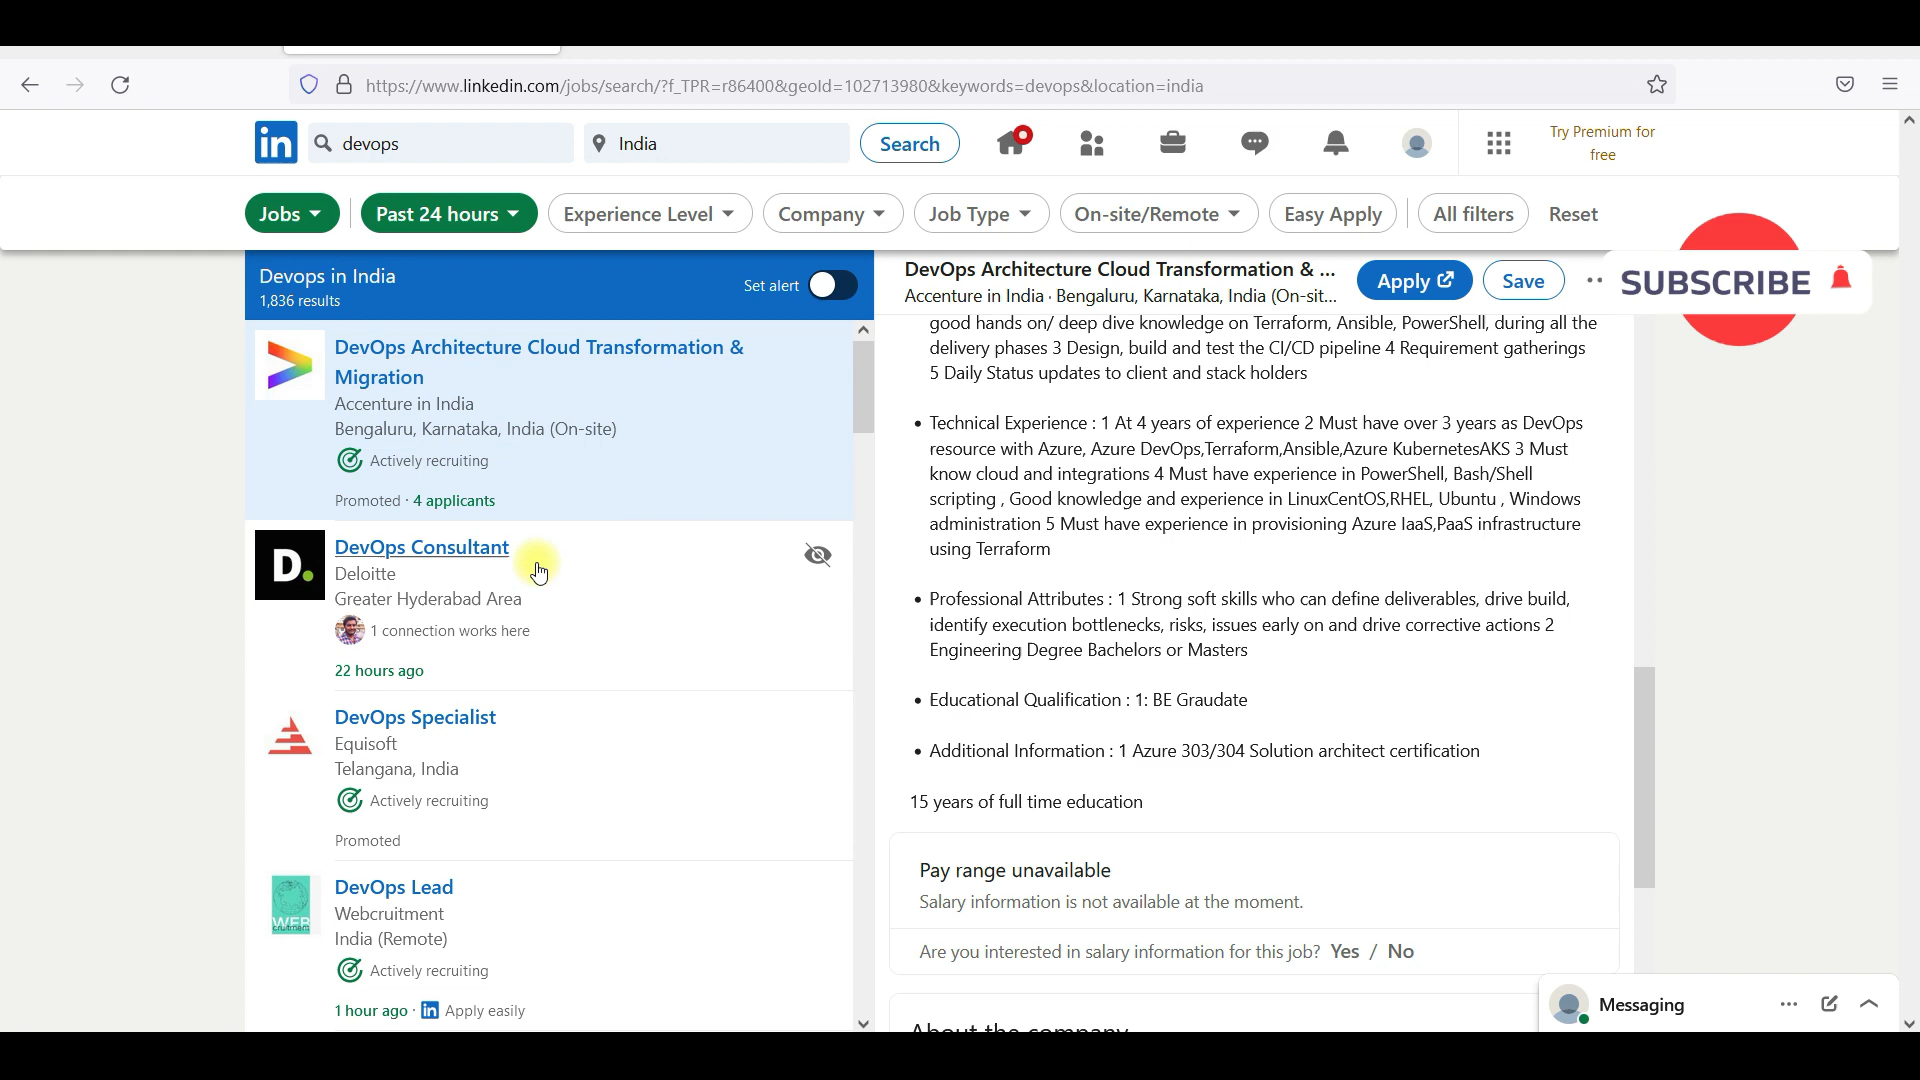 https://www.linkedin.com/jobs/search/?f_TPR=r86400&geoId=102713980&keywords=devops&location=india
in
devops
India
Search
Try Premium for
free
Jobs
Past 24 hours
Experience Level
Company
Job Type
On-site/Remote
Easy Apply
All filters
Reset
Devops in India
1,836 results
Set alert
DevOps Architecture Cloud Transformation &
Migration
Accenture in India
Bengaluru, Karnataka, India (On-site)
Actively recruiting
Promoted · 4 applicants
D.
DevOps Consultant
Deloitte
Greater Hyderabad Area
1 connection works here
22 hours ago
DevOps Specialist
Equisoft
Telangana, India
Actively recruiting
Promoted
WEB
cruitment
DevOps Lead
Webcruitment
India (Remote)
Actively recruiting
1 hour ago · in Apply easily
DevOps Architecture Cloud Transformation & ...
Accenture in India · Bengaluru, Karnataka, India (On-sit...
Apply
Save
SUBSCRIBE
good hands on/ deep dive knowledge on Terraform, Ansible, PowerShell, during all the
delivery phases 3 Design, build and test the CI/CD pipeline 4 Requirement gatherings
5 Daily Status updates to client and stack holders
• Technical Experience : 1 At 4 years of experience 2 Must have over 3 years as DevOps
resource with Azure, Azure DevOps,Terraform,Ansible,Azure KubernetesAKS 3 Must
know cloud and integrations 4 Must have experience in PowerShell, Bash/Shell
scripting , Good knowledge and experience in LinuxCentOS,RHEL, Ubuntu , Windows
administration 5 Must have experience in provisioning Azure IaaS,PaaS infrastructure
using Terraform
• Professional Attributes : 1 Strong soft skills who can define deliverables, drive build,
identify execution bottlenecks, risks, issues early on and drive corrective actions 2
Engineering Degree Bachelors or Masters
• Educational Qualification : 1: BE Graudate
• Additional Information : 1 Azure 303/304 Solution architect certification
15 years of full time education
Pay range unavailable
Salary information is not available at the moment.
Are you interested in salary information for this job? Yes / No
About the company
Messaging